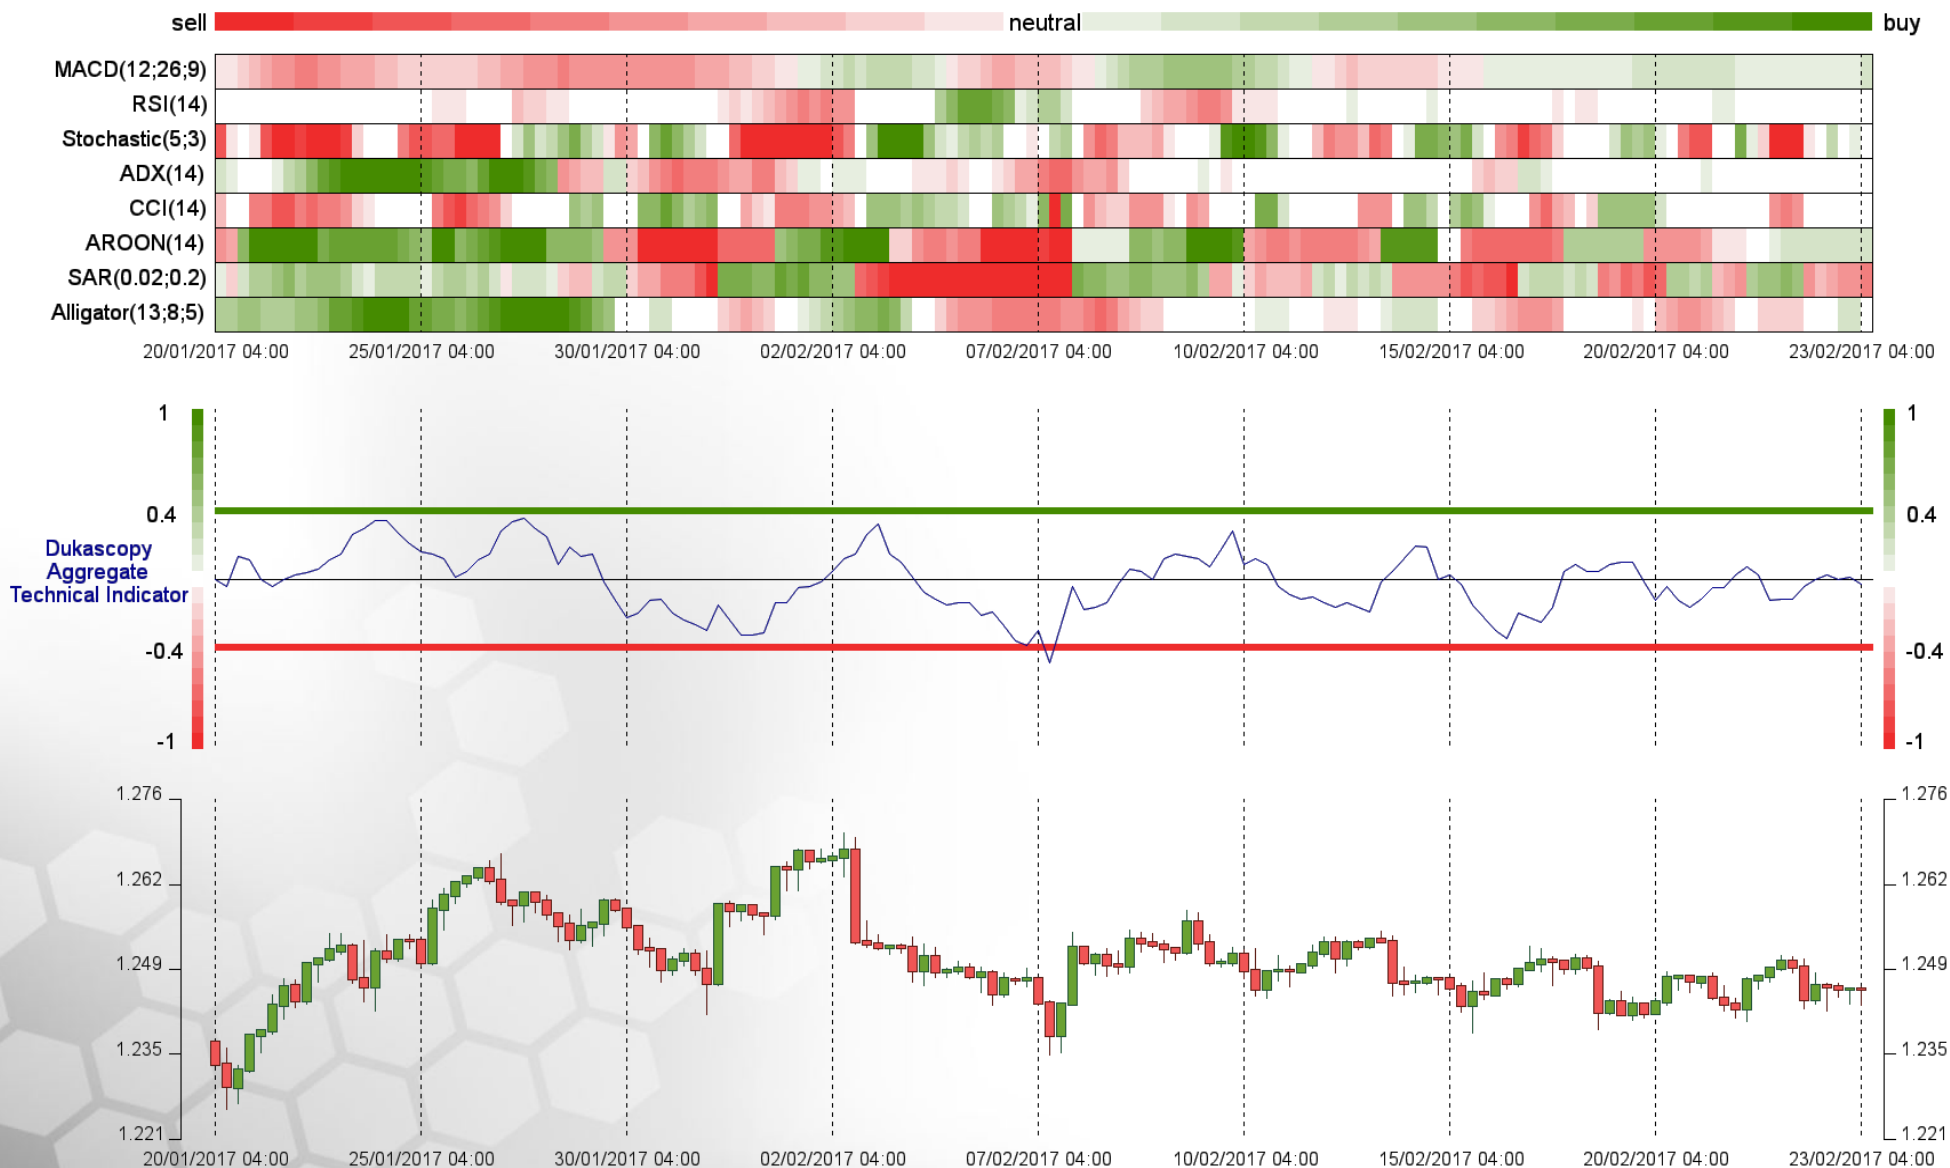 sell neutral buy
MACD(12;26;9)
RSI(14)
Stochastic(5;3)
ADX(14)
CCI(14)
AROON(14)
SAR(0.02;0.2)
Alligator(13;8;5)
20/01/2017 04:00 25/01/2017 04:00 30/01/2017 04:00 02/02/2017 04:00 07/02/2017 04:00 10/02/2017 04:00 15/02/2017 04:00 20/02/2017 04:00 23/02/2017 04:00
1 1
0.4 0.4
Dukascopy
Aggregate
Technical Indicator
-0.4 -0.4
-1 -1
1.276 1.276
1.262 1.262
1.249 1.249
1.235 1.235
1.221 1.221
20/01/2017 04:00 25/01/2017 04:00 30/01/2017 04:00 02/02/2017 04:00 07/02/2017 04:00 10/02/2017 04:00 15/02/2017 04:00 20/02/2017 04:00 23/02/2017 04:00